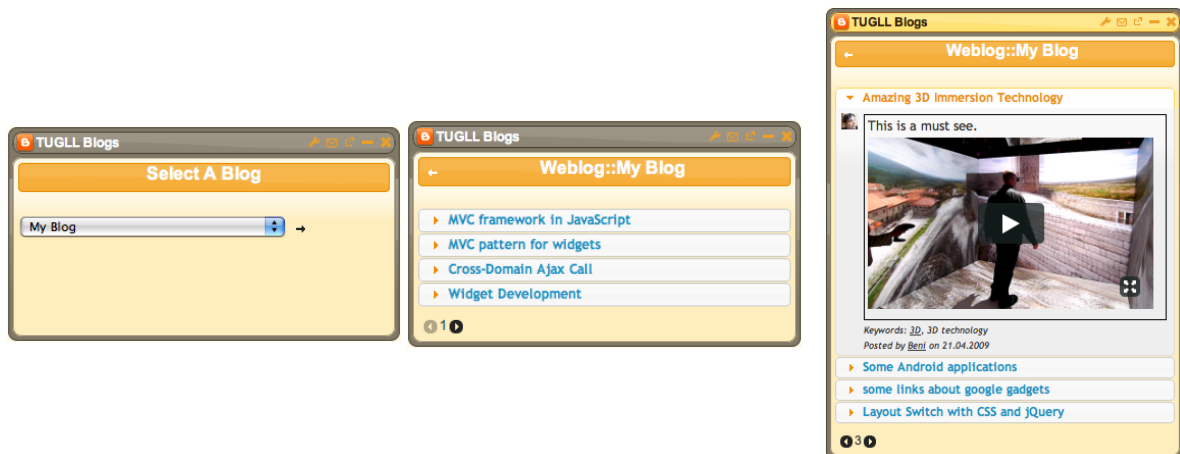 TUGLL Blogs
Select A Blog
My Blog
TUGLL Blogs
Weblog::My Blog
MVC framework in JavaScript
MVC pattern for widgets
Cross-Domain Ajax Call
Widget Development
1
TUGLL Blogs
Weblog::My Blog
Amazing 3D Immersion Technology
This is a must see.
Keywords: 3D, 3D technology
Posted by Beni on 21.04.2009
Some Android applications
some links about google gadgets
Layout Switch with CSS and jQuery
3